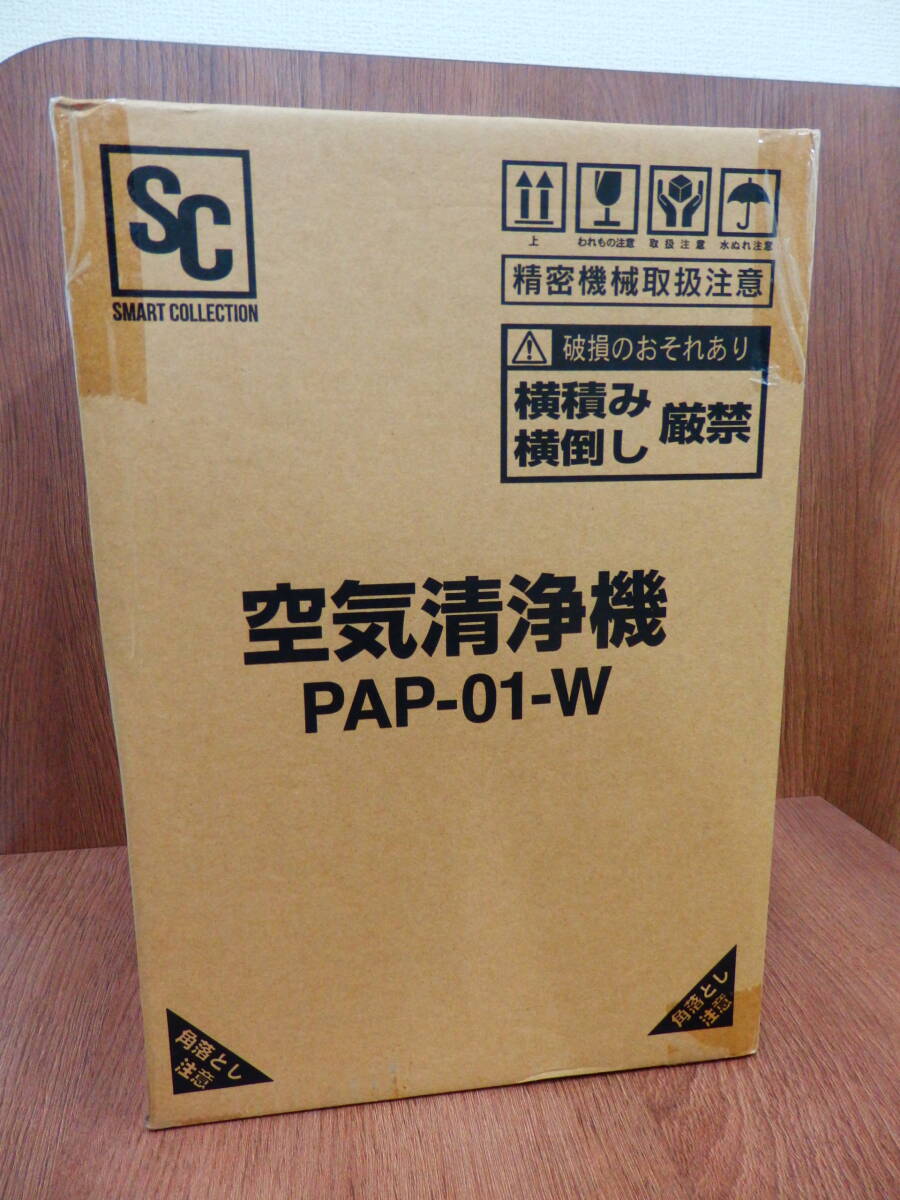 SC
SMART COLLECTION
上 われもの注意 取扱注意 水ぬれ注意
精密機械取扱注意
破損のおそれあり
横積み
横倒し
厳禁
空気清浄機
PAP-01-W
角落とし
注意
角落とし
注意